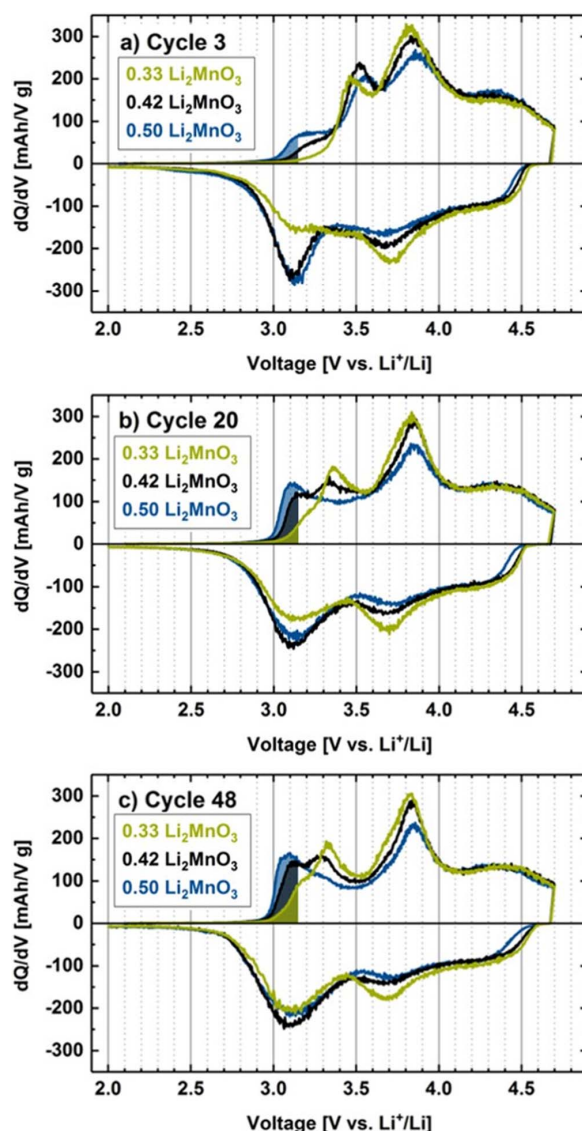 a) Cycle 3
0.33 Li₂MnO₃
0.42 Li₂MnO₃
0.50 Li₂MnO₃
dQ/dV [mAh/V g]
300
200
100
0
-100
-200
-300
2.0 2.5 3.0 3.5 4.0 4.5
Voltage [V vs. Li⁺/Li]
b) Cycle 20
0.33 Li₂MnO₃
0.42 Li₂MnO₃
0.50 Li₂MnO₃
dQ/dV [mAh/V g]
300
200
100
0
-100
-200
-300
2.0 2.5 3.0 3.5 4.0 4.5
Voltage [V vs. Li⁺/Li]
c) Cycle 48
0.33 Li₂MnO₃
0.42 Li₂MnO₃
0.50 Li₂MnO₃
dQ/dV [mAh/V g]
300
200
100
0
-100
-200
-300
2.0 2.5 3.0 3.5 4.0 4.5
Voltage [V vs. Li⁺/Li]